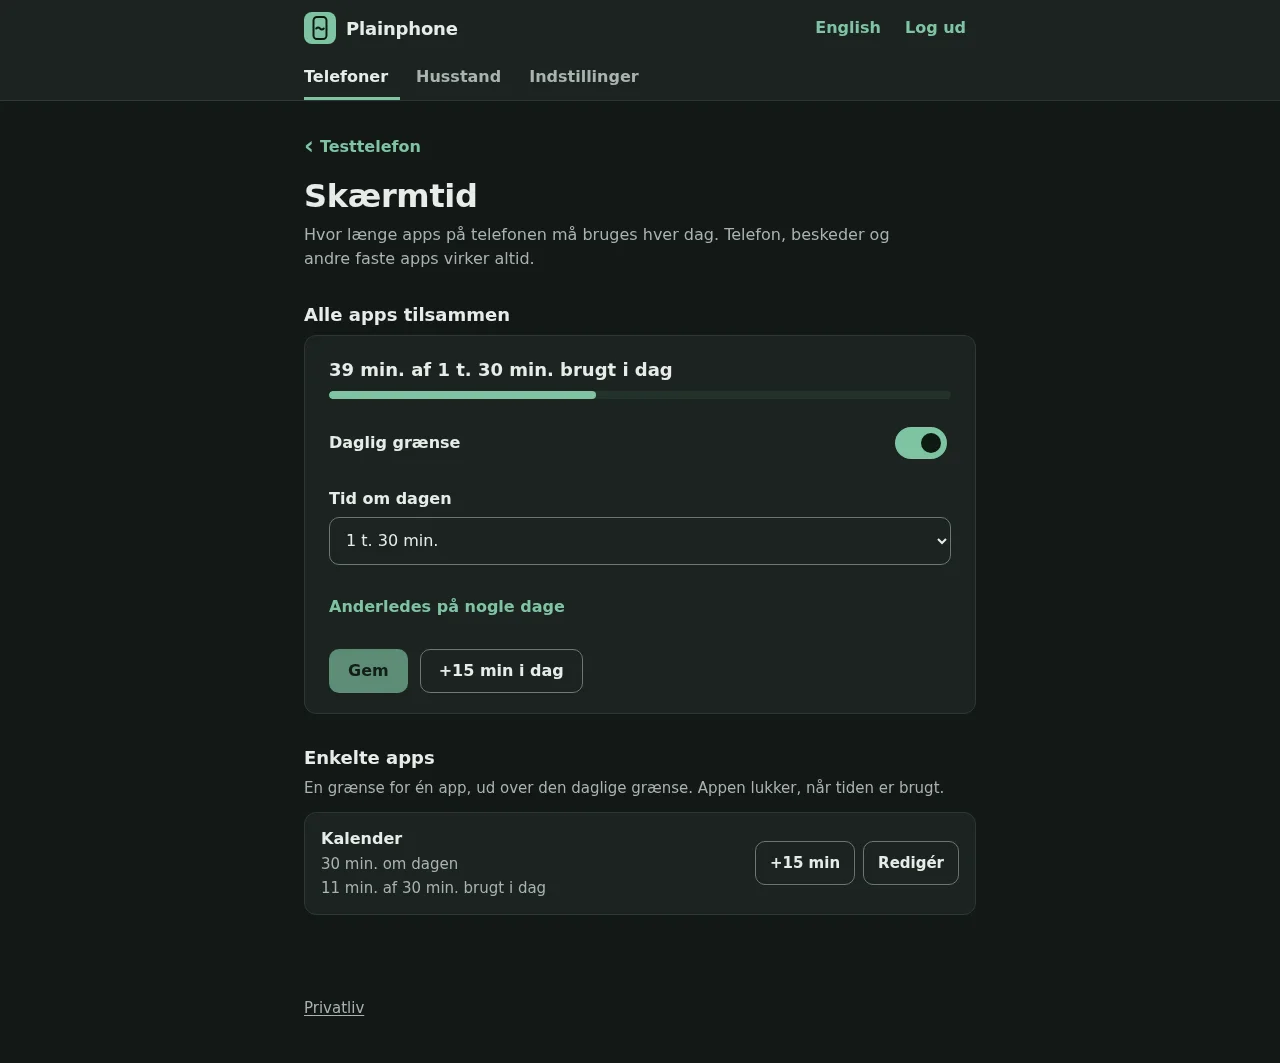 Plainphone
English
Log ud
Telefoner
Husstand
Indstillinger
Testtelefon
Skærmtid
Hvor længe apps på telefonen må bruges hver dag. Telefon, beskeder og
andre faste apps virker altid.
Alle apps tilsammen
39 min. af 1 t. 30 min. brugt i dag
Daglig grænse
Tid om dagen
1 t. 30 min.
Anderledes på nogle dage
Gem
+15 min i dag
Enkelte apps
En grænse for én app, ud over den daglige grænse. Appen lukker, når tiden er brugt.
Kalender
30 min. om dagen
11 min. af 30 min. brugt i dag
+15 min
Redigér
Privatliv